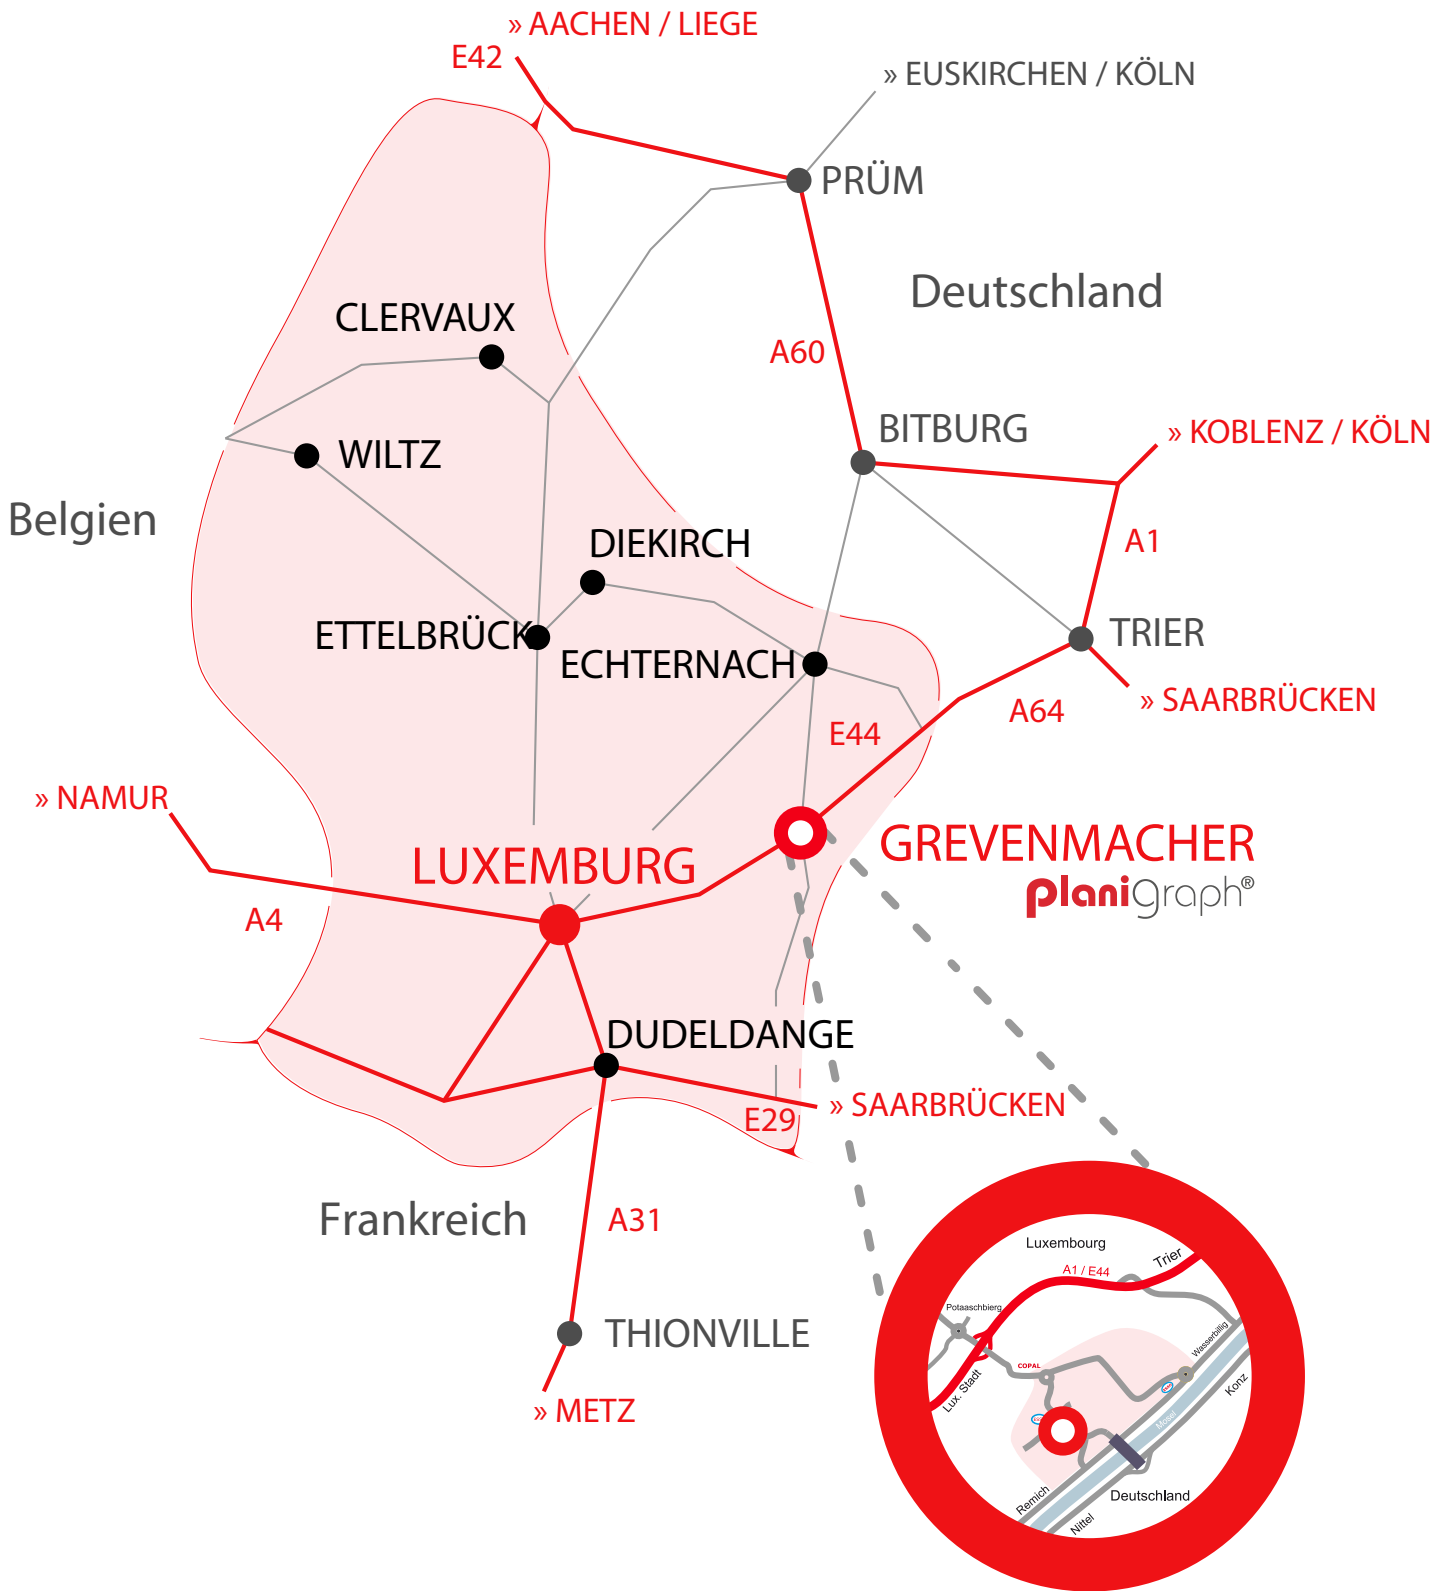 » AACHEN / LIEGE
E42
» EUSKIRCHEN / KÖLN
PRÜM
Deutschland
CLERVAUX
A60
BITBURG
» KOBLENZ / KÖLN
WILTZ
Belgien
DIEKIRCH
A1
ETTELBRÜCK
TRIER
ECHTERNACH
» SAARBRÜCKEN
A64
E44
» NAMUR
GREVENMACHER
LUXEMBURG
planiGraph®
A4
DUDELDANGE
» SAARBRÜCKEN
E29
Frankreich
A31
Luxembourg
Trier
A1 / E44
Potaaschbierg
THIONVILLE
Wasserbillig
COPAL
Lux. Stadt
Konz
» METZ
Mosel
Remich
Deutschland
Nittel